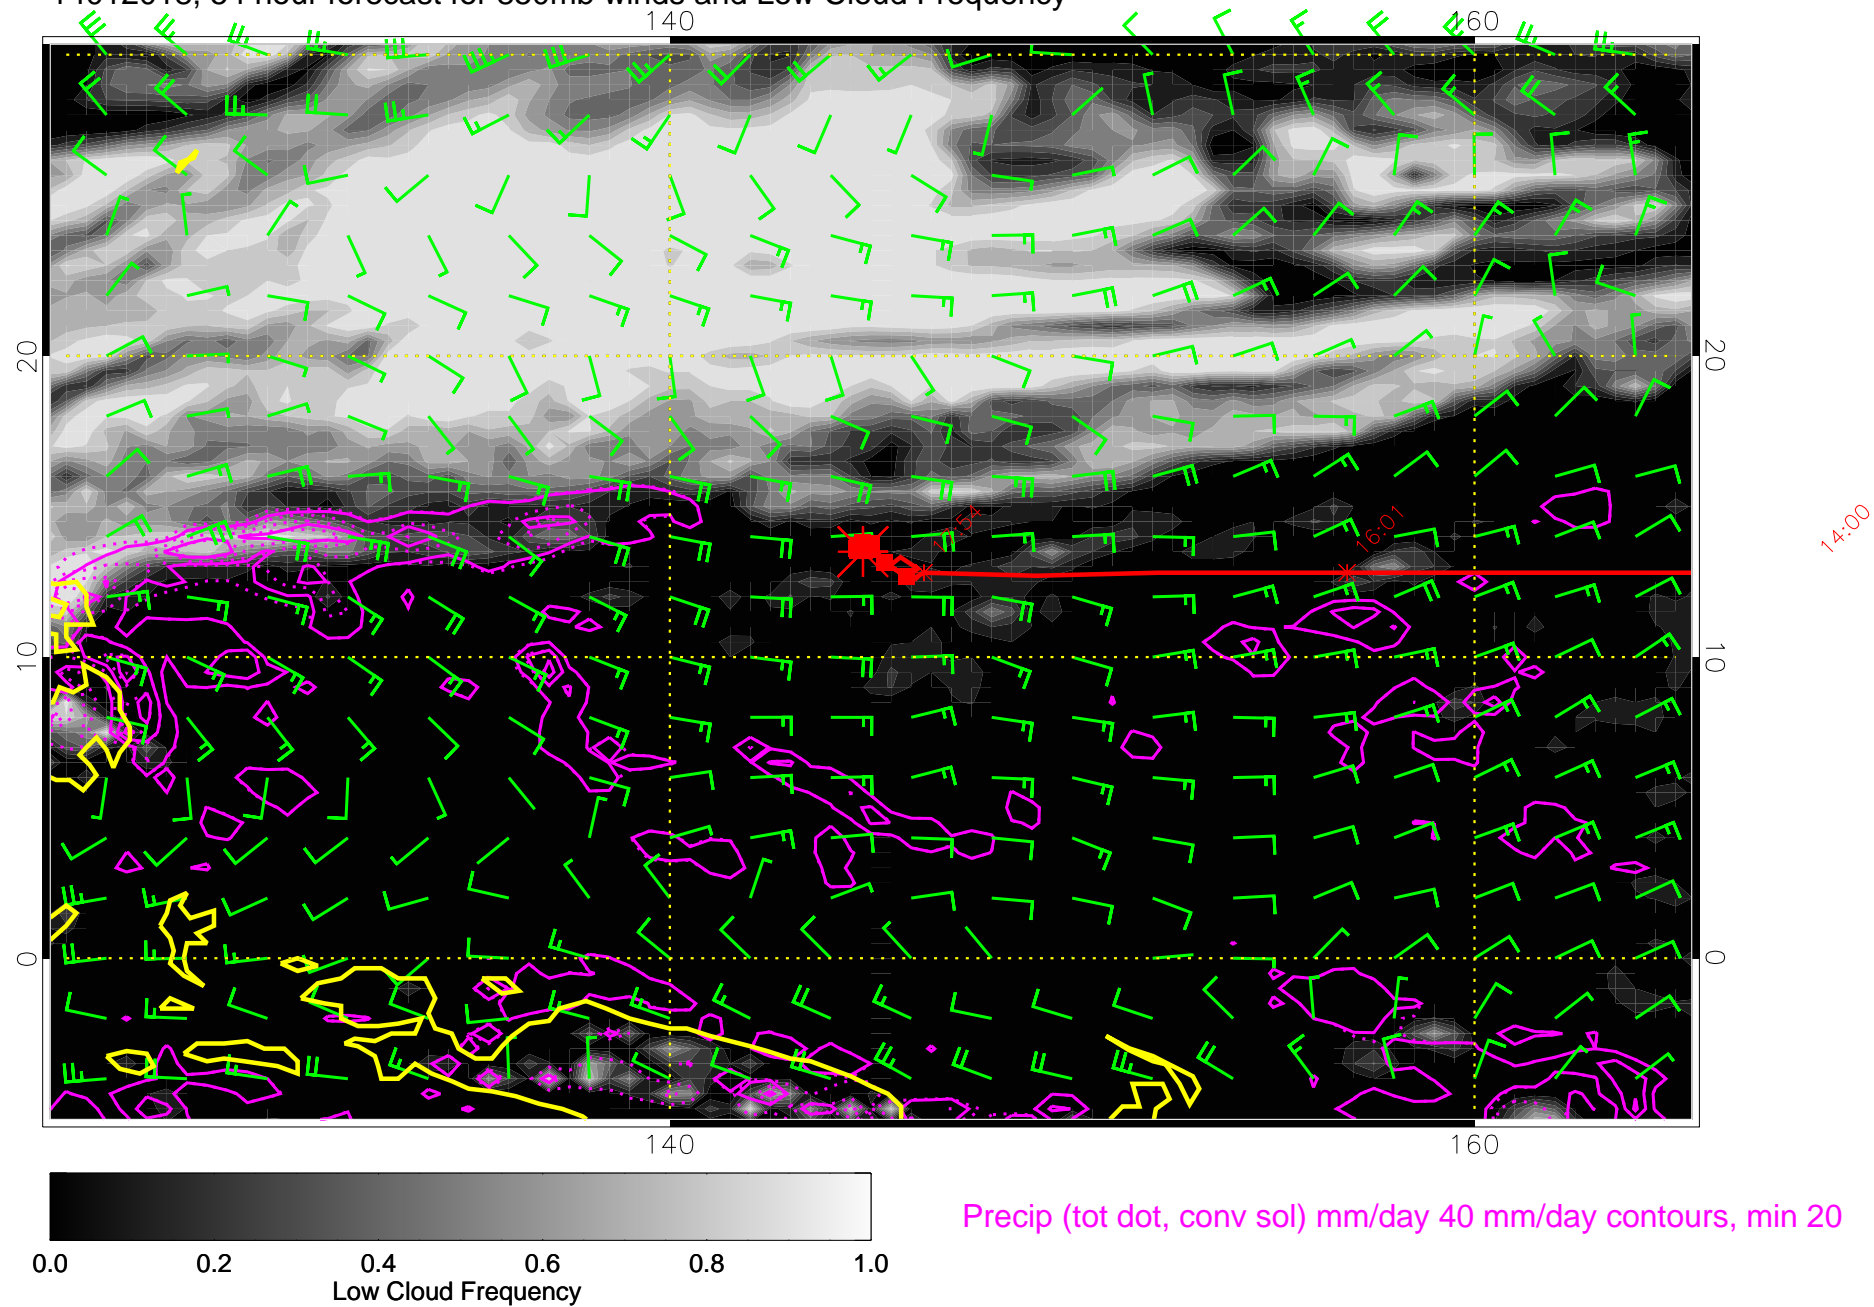 hour forecast for 850mb winds and Low Cloud Frequency
140 160
20 20
14:00
16:01
10 10
0 0
140 160
0.0 0.2 0.4 0.6 0.8 1.0
Low Cloud Frequency
Precip (tot dot, conv sol) mm/day 40 mm/day contours, min 20